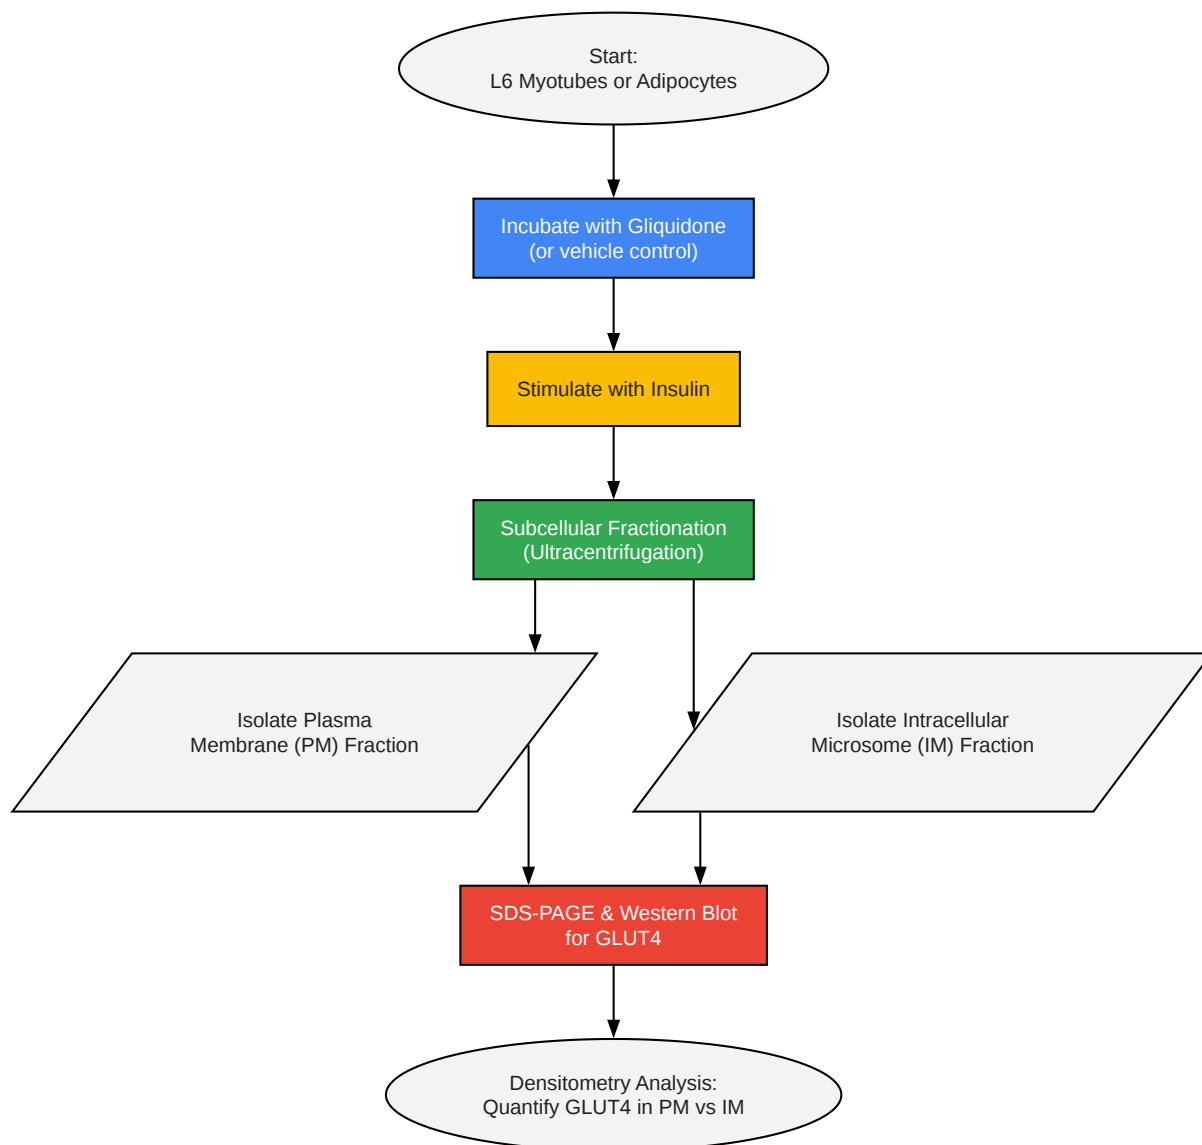 Start:
L6 Myotubes or Adipocytes
Incubate with Gliquidone
(or vehicle control)
Stimulate with Insulin
Subcellular Fractionation
(Ultracentrifugation)
Isolate Plasma
Membrane (PM) Fraction
Isolate Intracellular
Microsome (IM) Fraction
SDS-PAGE & Western Blot
for GLUT4
Densitometry Analysis:
Quantify GLUT4 in PM vs IM